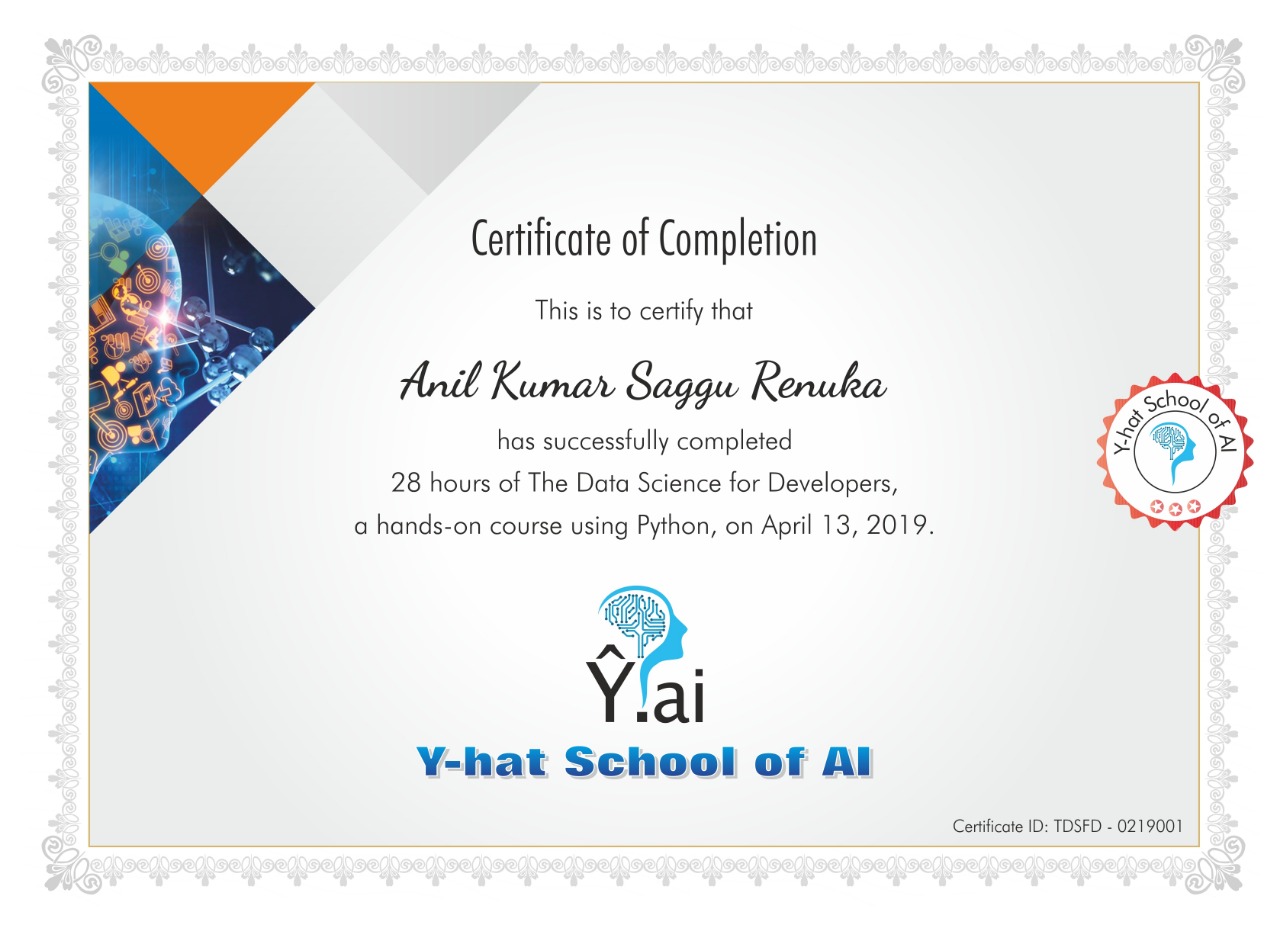 Certificate of Completion
This is to certify that
Anil Kumar Saggu Renuka
has successfully completed
28 hours of The Data Science for Developers,
a hands-on course using Python, on April 13, 2019.
Y-hat School of AI
Ŷ.ai
Y-hat School of AI
Certificate ID: TDSFD - 0219001